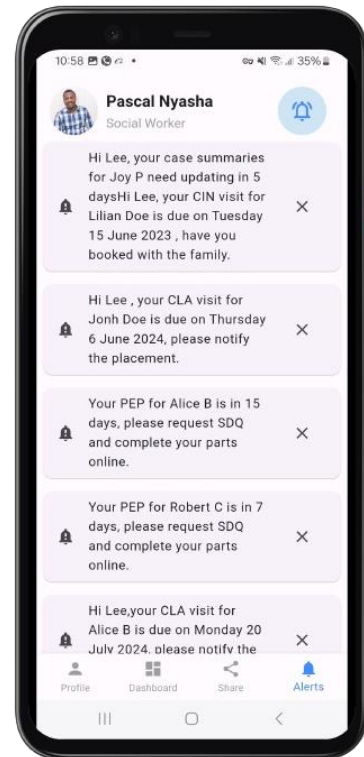 10:58
35%
Pascal Nyasha
Social Worker
Hi Lee, your case summaries
for Joy P need updating in 5
daysHi Lee, your CIN visit for
Lilian Doe is due on Tuesday
15 June 2023 , have you
booked with the family.
Hi Lee , your CLA visit for
Jonh Doe is due on Thursday
6 June 2024, please notify
the placement.
Your PEP for Alice B is in 15
days, please request SDQ
and complete your parts
online.
Your PEP for Robert C is in 7
days, please request SDQ
and complete your parts
online.
Hi Lee,your CLA visit for
Alice B is due on Monday 20
July 2024, please notify the
Profile
Dashboard
Share
Alerts